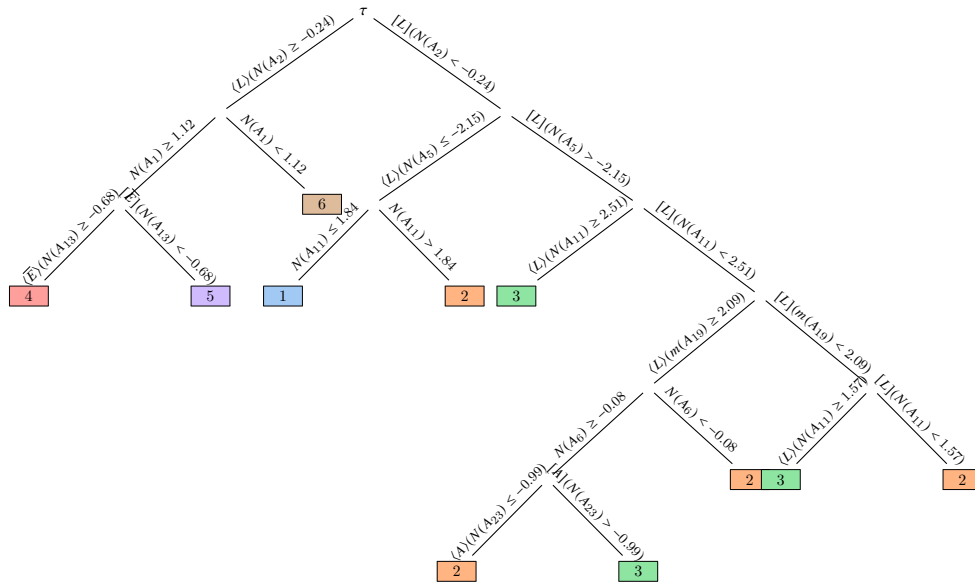 τ
⟨L⟩(N(A₂) ≥ −0.24)
[L](N(A₂) < −0.24)
N(A₁) ≥ 1.12
N(A₁) < 1.12
⟨L⟩(N(A₅) ≤ −2.15)
[L](N(A₅) > −2.15)
⟨E̅⟩(N(A₁₃) ≥ −0.68)
[E̅](N(A₁₃) < −0.68)
6
N(A₁₁) ≤ 1.84
N(A₁₁) > 1.84
⟨L⟩(N(A₁₁) ≥ 2.51)
[L](N(A₁₁) < 2.51)
4
5
1
2
3
⟨L⟩(m(A₁₉) ≥ 2.09)
[L](m(A₁₉) < 2.09)
N(A₆) ≥ −0.08
N(A₆) < −0.08
⟨L⟩(N(A₁₁) ≥ 1.57)
[L](N(A₁₁) < 1.57)
2
3
2
⟨A⟩(N(A₂₃) ≤ −0.99)
[A](N(A₂₃) > −0.99)
2
3